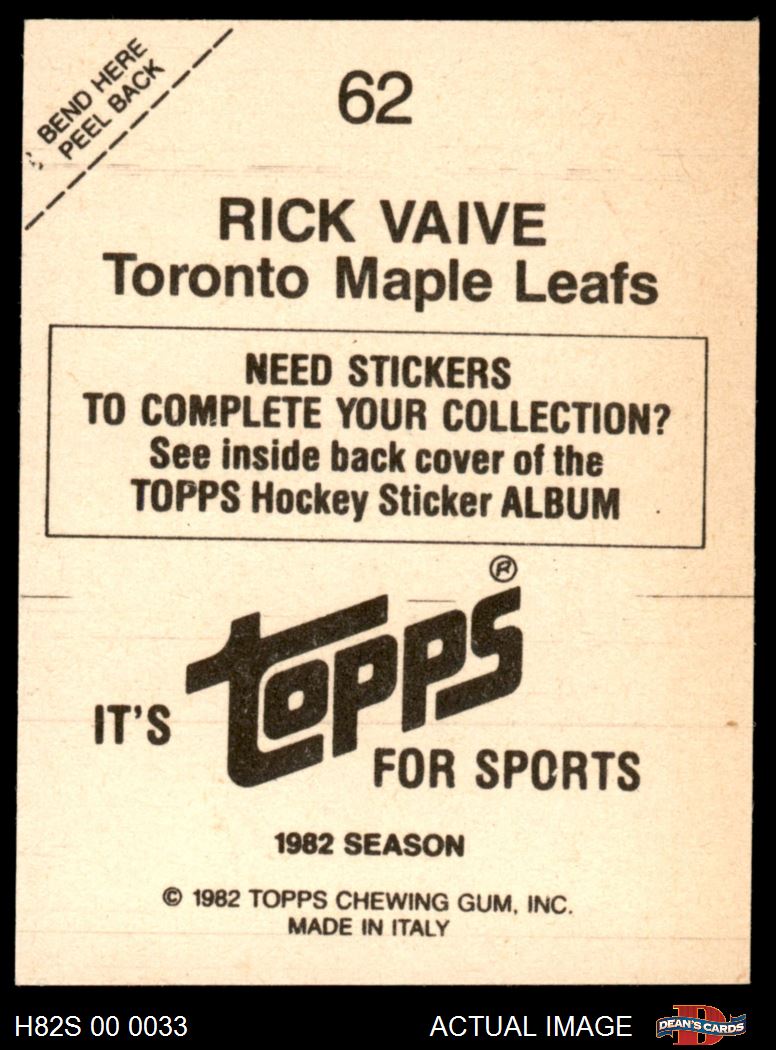 BEND HERE
PEEL BACK
62
RICK VAIVE
Toronto Maple Leafs
NEED STICKERS
TO COMPLETE YOUR COLLECTION?
See inside back cover of the
TOPPS Hockey Sticker ALBUM
topps®
IT'S
FOR SPORTS
1982 SEASON
© 1982 TOPPS CHEWING GUM, INC.
MADE IN ITALY
H82S 00 0033
ACTUAL IMAGE
D
DEAN'S CARDS